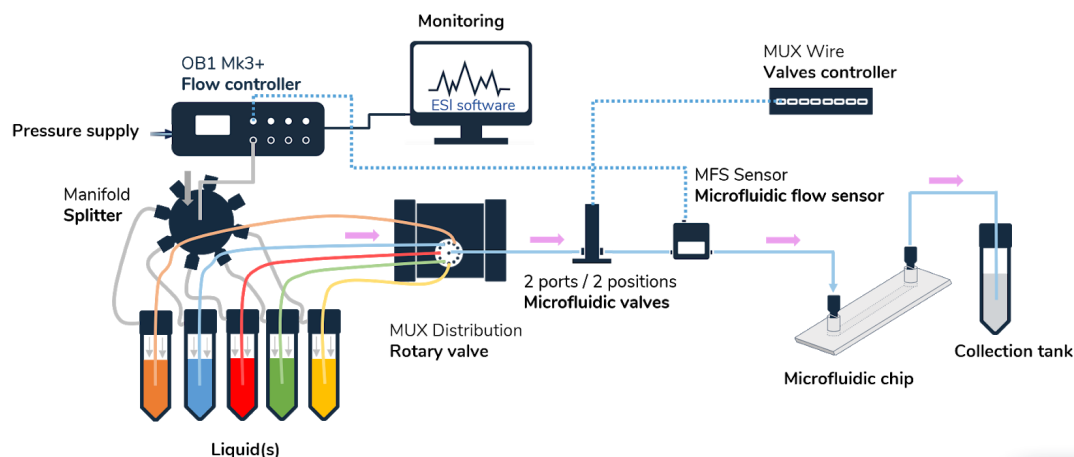 Monitoring
OB1 Mk3+
Flow controller
ESI software
MUX Wire
Valves controller
Pressure supply
Manifold
Splitter
MFS Sensor
Microfluidic flow sensor
2 ports / 2 positions
Microfluidic valves
MUX Distribution
Rotary valve
Collection tank
Microfluidic chip
Liquid(s)